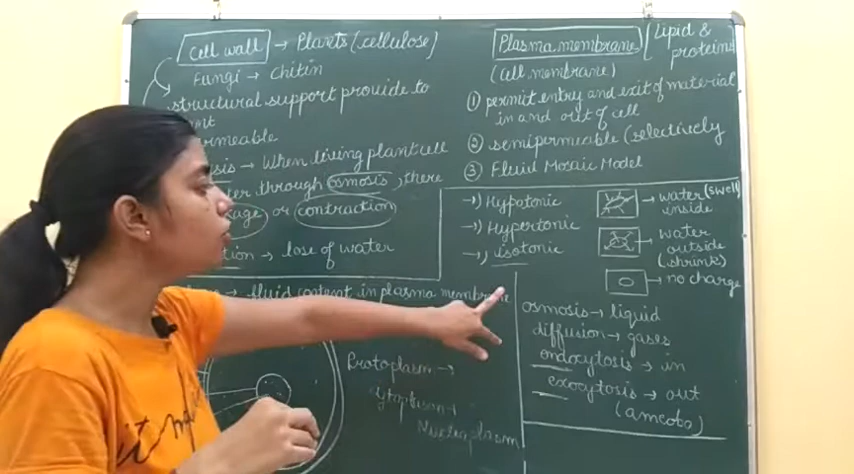 Cell wall → Plants (cellulose)
Fungi → chitin
structural support provide to
→ When living plant cell
through osmosis, there
or contraction
→ lose of water
→ fluid content in plasma membrane
Protoplasm →
cytoplasm +
Nucleoplasm
Plasma membrane (Lipid &
proteins)
(cell membrane)
① permit entry and exit of material
in and out of cell
② semipermeable (selectively
③ Fluid Mosaic Model
→) Hypotonic
→) Hypertonic
→) isotonic
→ water (swell)
inside
→ water
outside
(shrink)
→ no charge
osmosis → liquid
diffusion → gases
endocytosis → in
exocytosis → out
(amoeba)